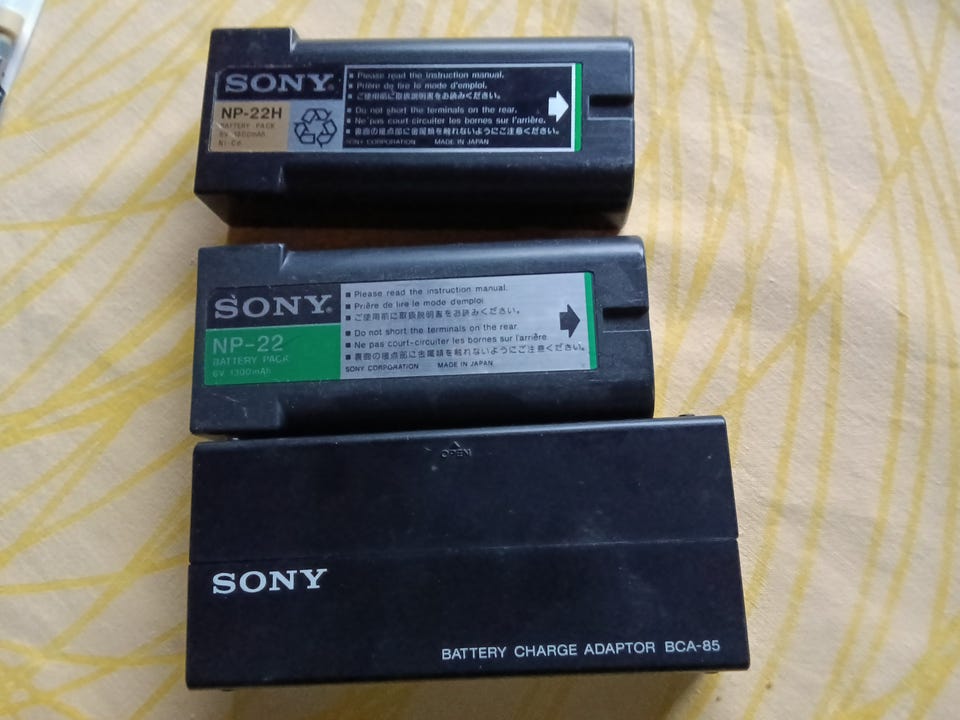 SONY
NP-22H
BATTERY PACK
Ni-Cd
■ Please read the instruction manual.
■ Prière de lire le mode d'emploi.
■ ご使用前に取扱説明書をお読みください。
■ Do not short the terminals on the rear.
■ Ne pas court-circuiter les bornes sur l'arrière.
■ 裏面の接点部に金属類を触れないようにご注意ください。
SONY CORPORATION MADE IN JAPAN
SONY
NP-22
BATTERY PACK
6V 1300mAh
■ Please read the instruction manual.
■ Prière de lire le mode d'emploi
■ ご使用前に取扱説明書をお読みください。
■ Do not short the terminals on the rear.
■ Ne pas court-circuiter les bornes sur l'arrière
■ 裏面の接点部に金属類を触れないようにご注意ください。
SONY CORPORATION MADE IN JAPAN
OPEN
SONY
BATTERY CHARGE ADAPTOR BCA-85